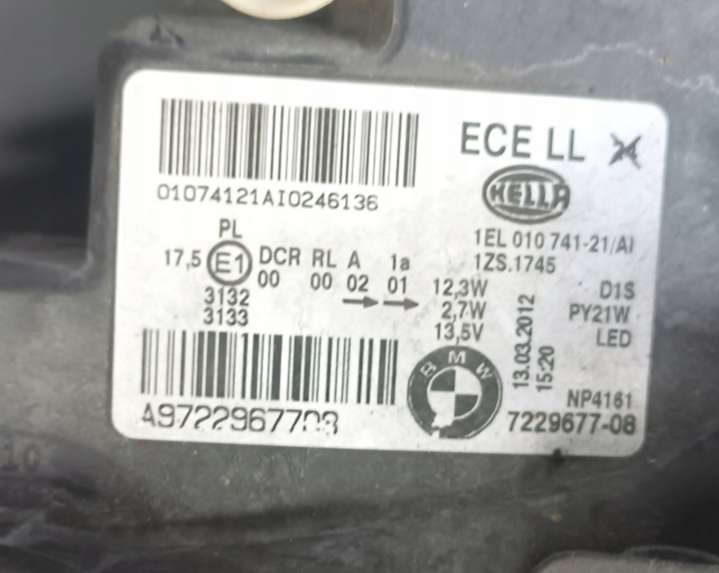 ECE LL
01074121AI0246136
HELLA
PL
1EL 010 741-21/AI
17,5 E1 DCR RL A 1a
1ZS.1745
00 00 02 01
12,3W D1S
3132
2,7W PY21W
3133
13,5V LED
13.03.2012
15:20
BMW
NP4161
7229677-08